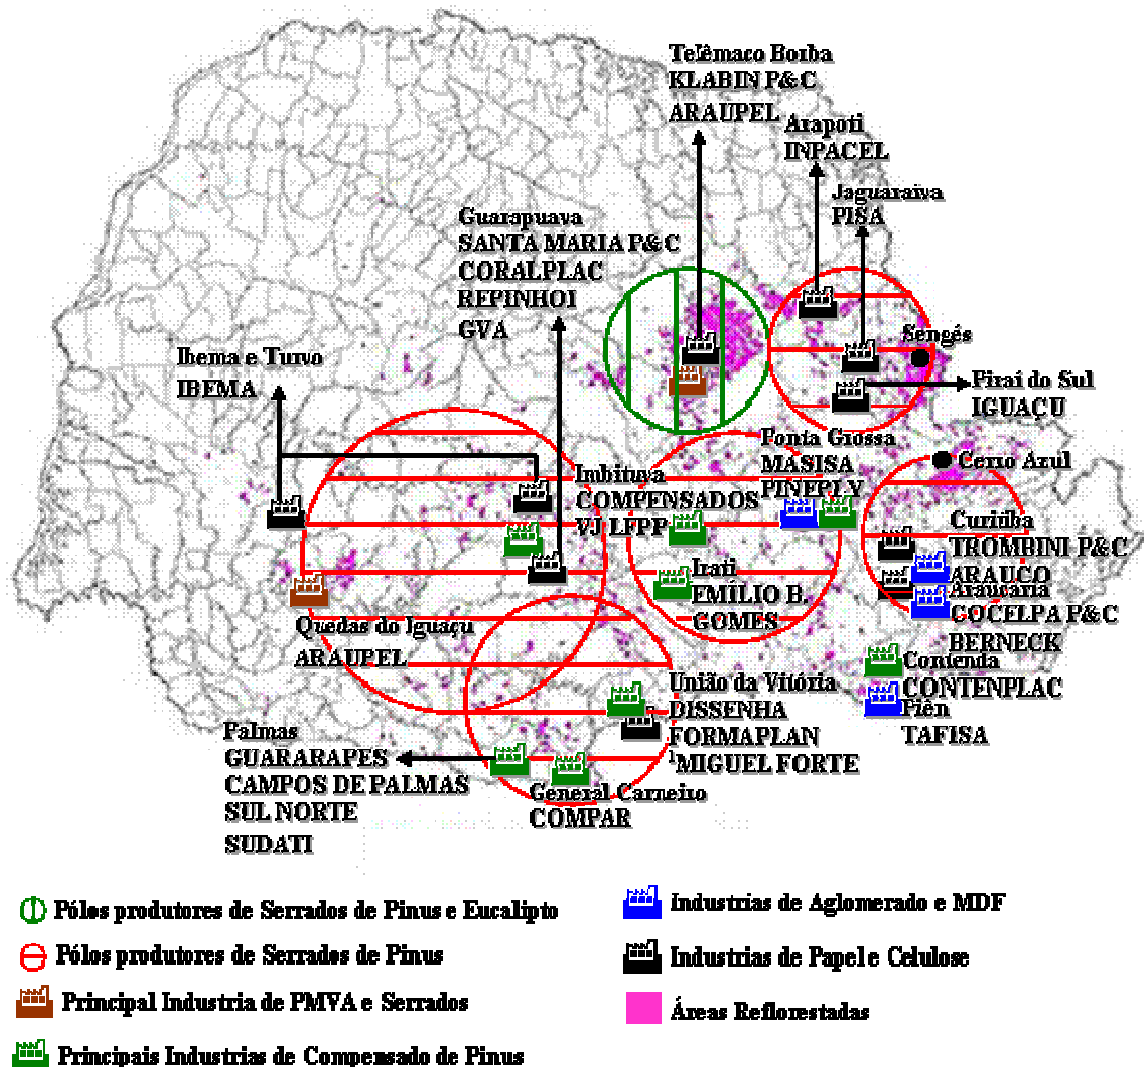 Telêmaco Borba
KLABIN P&C
ARAUPEL
Arapoti
INPACEL
Jaguaraiva
PISA
Guarapuava
SANTA MARIA P&C
CORALPLAC
REPINHOI
GVA
Ibema e Turvo
IBEMA
Sengés
Piraí do Sul
IGUAÇU
Ponta Grossa
MASISA
PINEPLY
Cerro Azul
Imbituva
COMPENSADOS
VJ LFPP
Curitiba
TROMBINI P&C
ARAUCO
Araucária
COCELPA P&C
BERNECK
Irati
EMÍLIO B.
GOMES
Quedas do Iguaçu
ARAUPEL
Contenda
CONTENPLAC
Piên
TAFISA
União da Vitória
DISSENHA
FORMAPLAN
¹MIGUEL FORTE
Palmas
GUARARAPES
CAMPOS DE PALMAS
SUL NORTE
SUDATI
General Carneiro
COMPAR
Pólos produtores de Serrados de Pinus e Eucalipto
Pólos produtores de Serrados de Pinus
Principal Industria de PMVA e Serrados
Principais Industrias de Compensado de Pinus
Industrias de Aglomerado e MDF
Industrias de Papel e Celulose
Áreas Reflorestadas